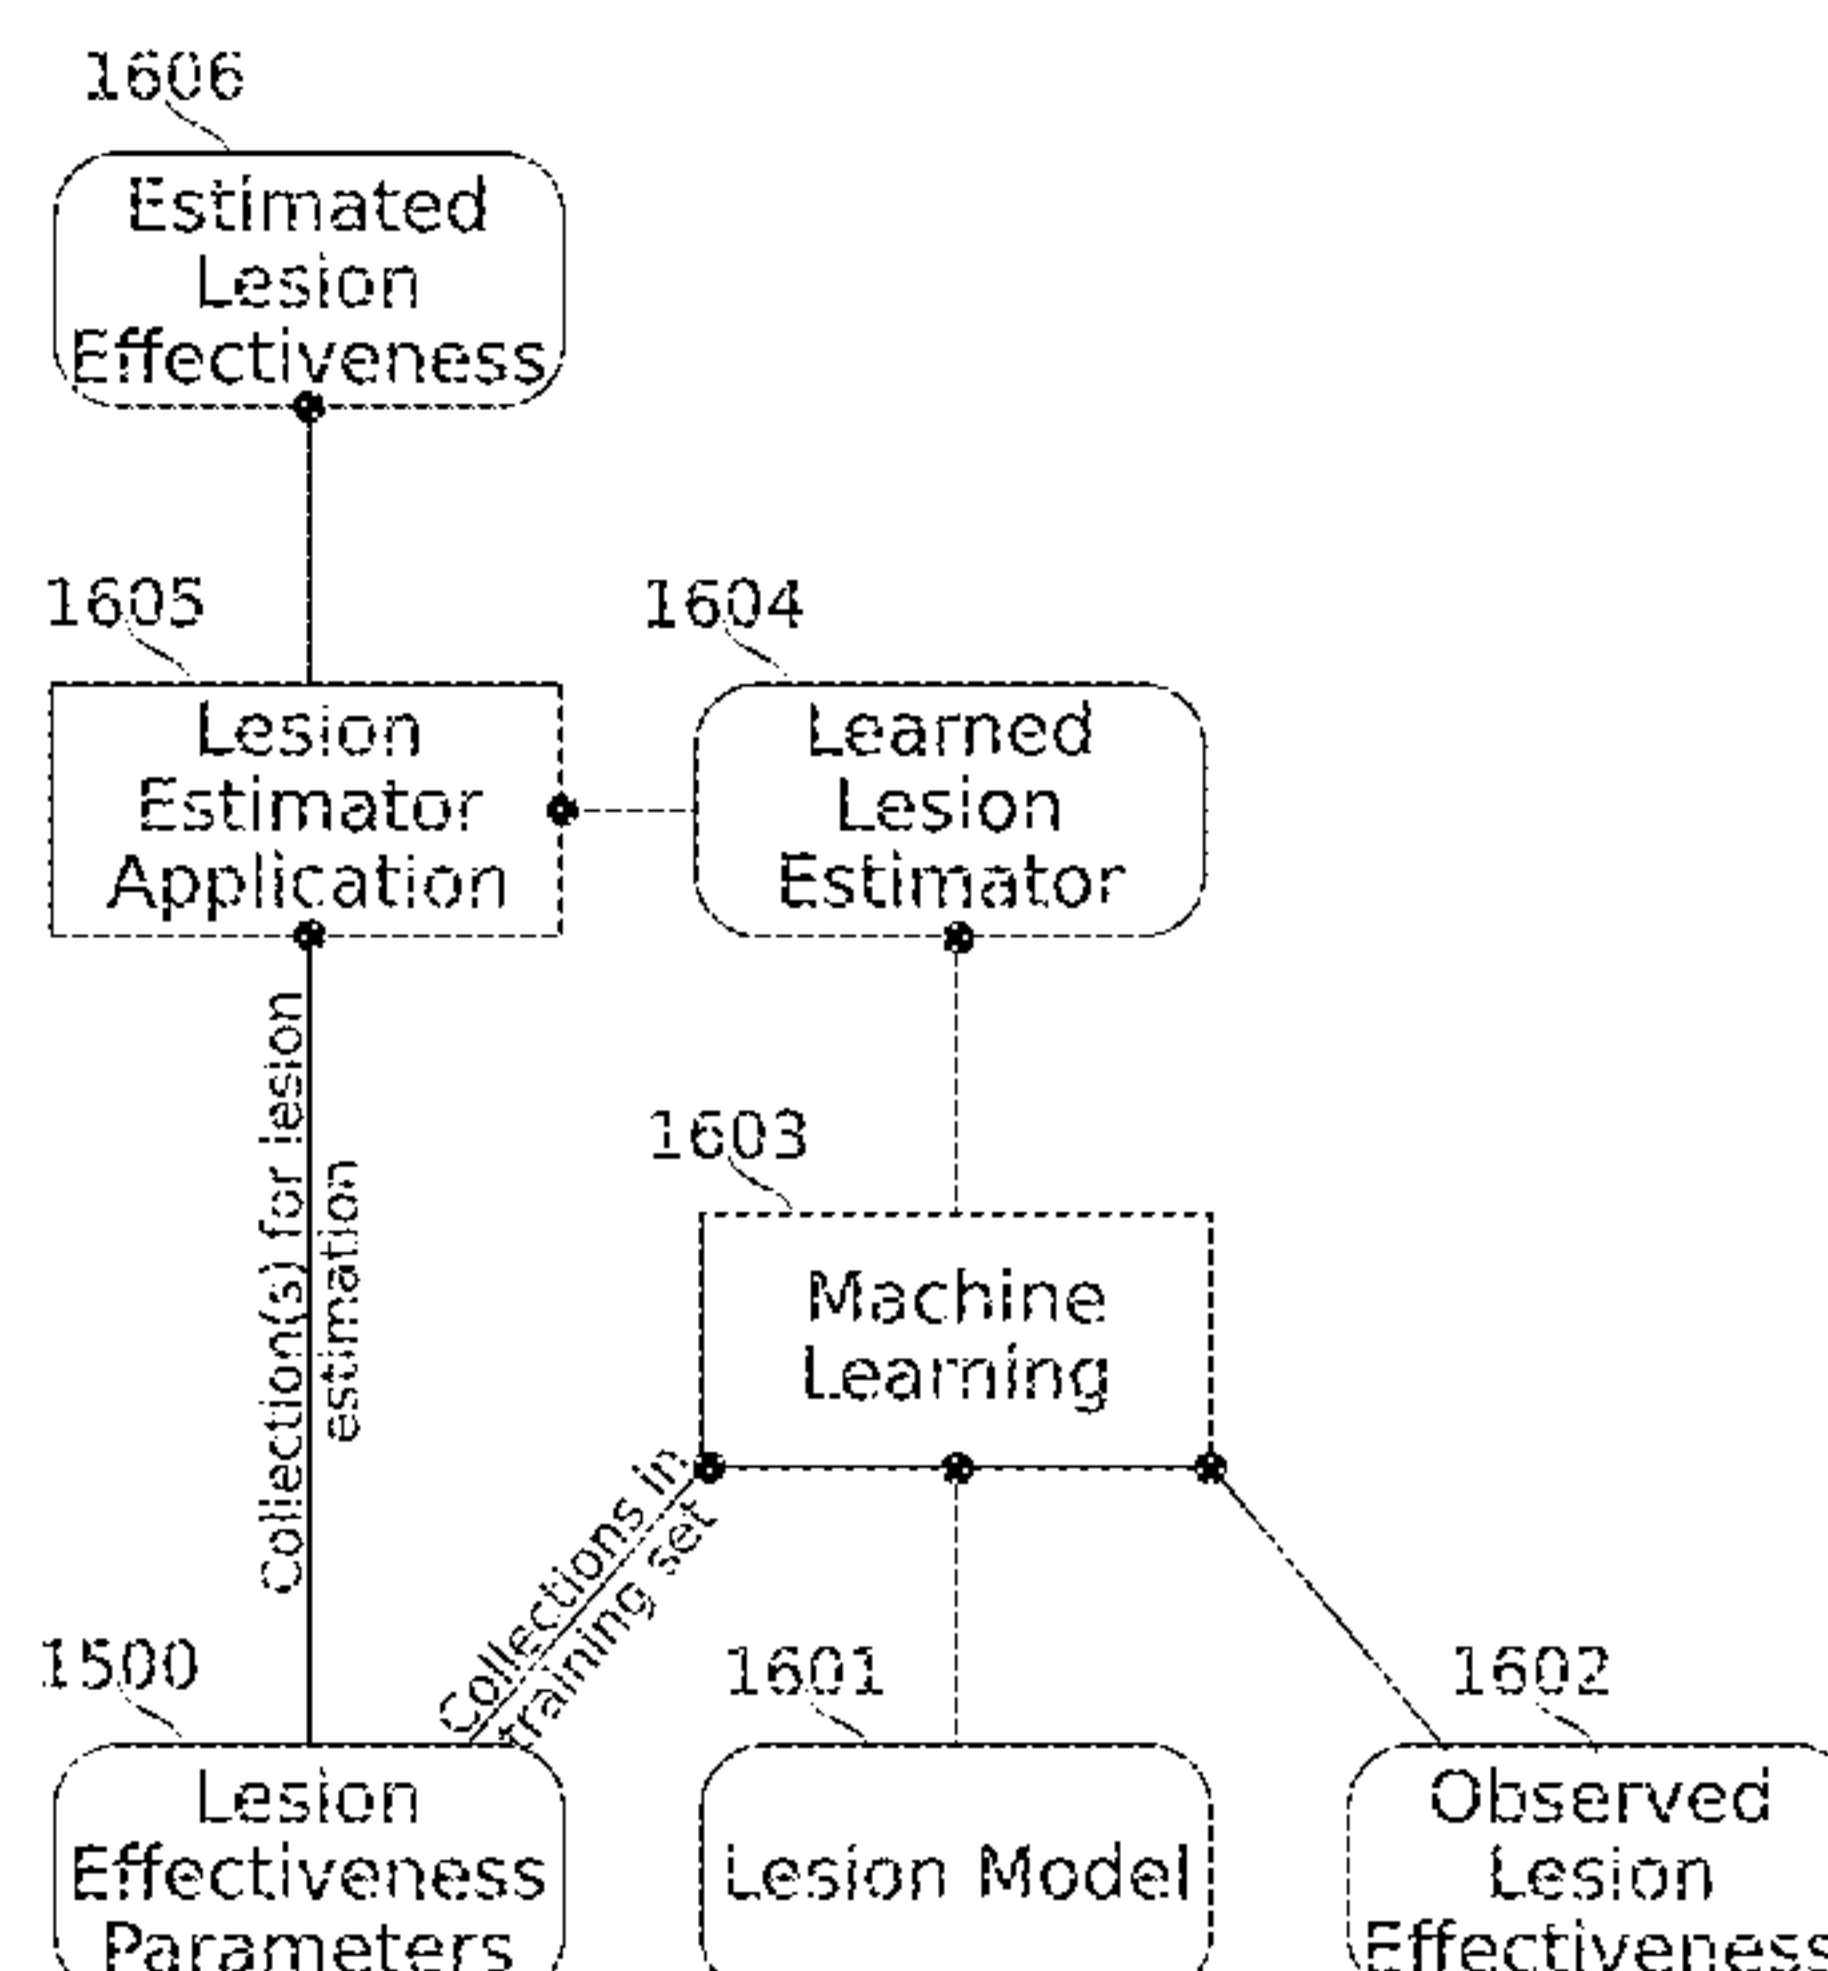 1606
Estimated
Lesion
Effectiveness
1605
Lesion
Estimator
Application
1604
Learned
Lesion
Estimator
Collection(s) for lesion
estimation
1603
Machine
Learning
Collections in
training set
1500
Lesion
Effectiveness
Parameters
1601
Lesion Model
1602
Observed
Lesion
Effectiveness